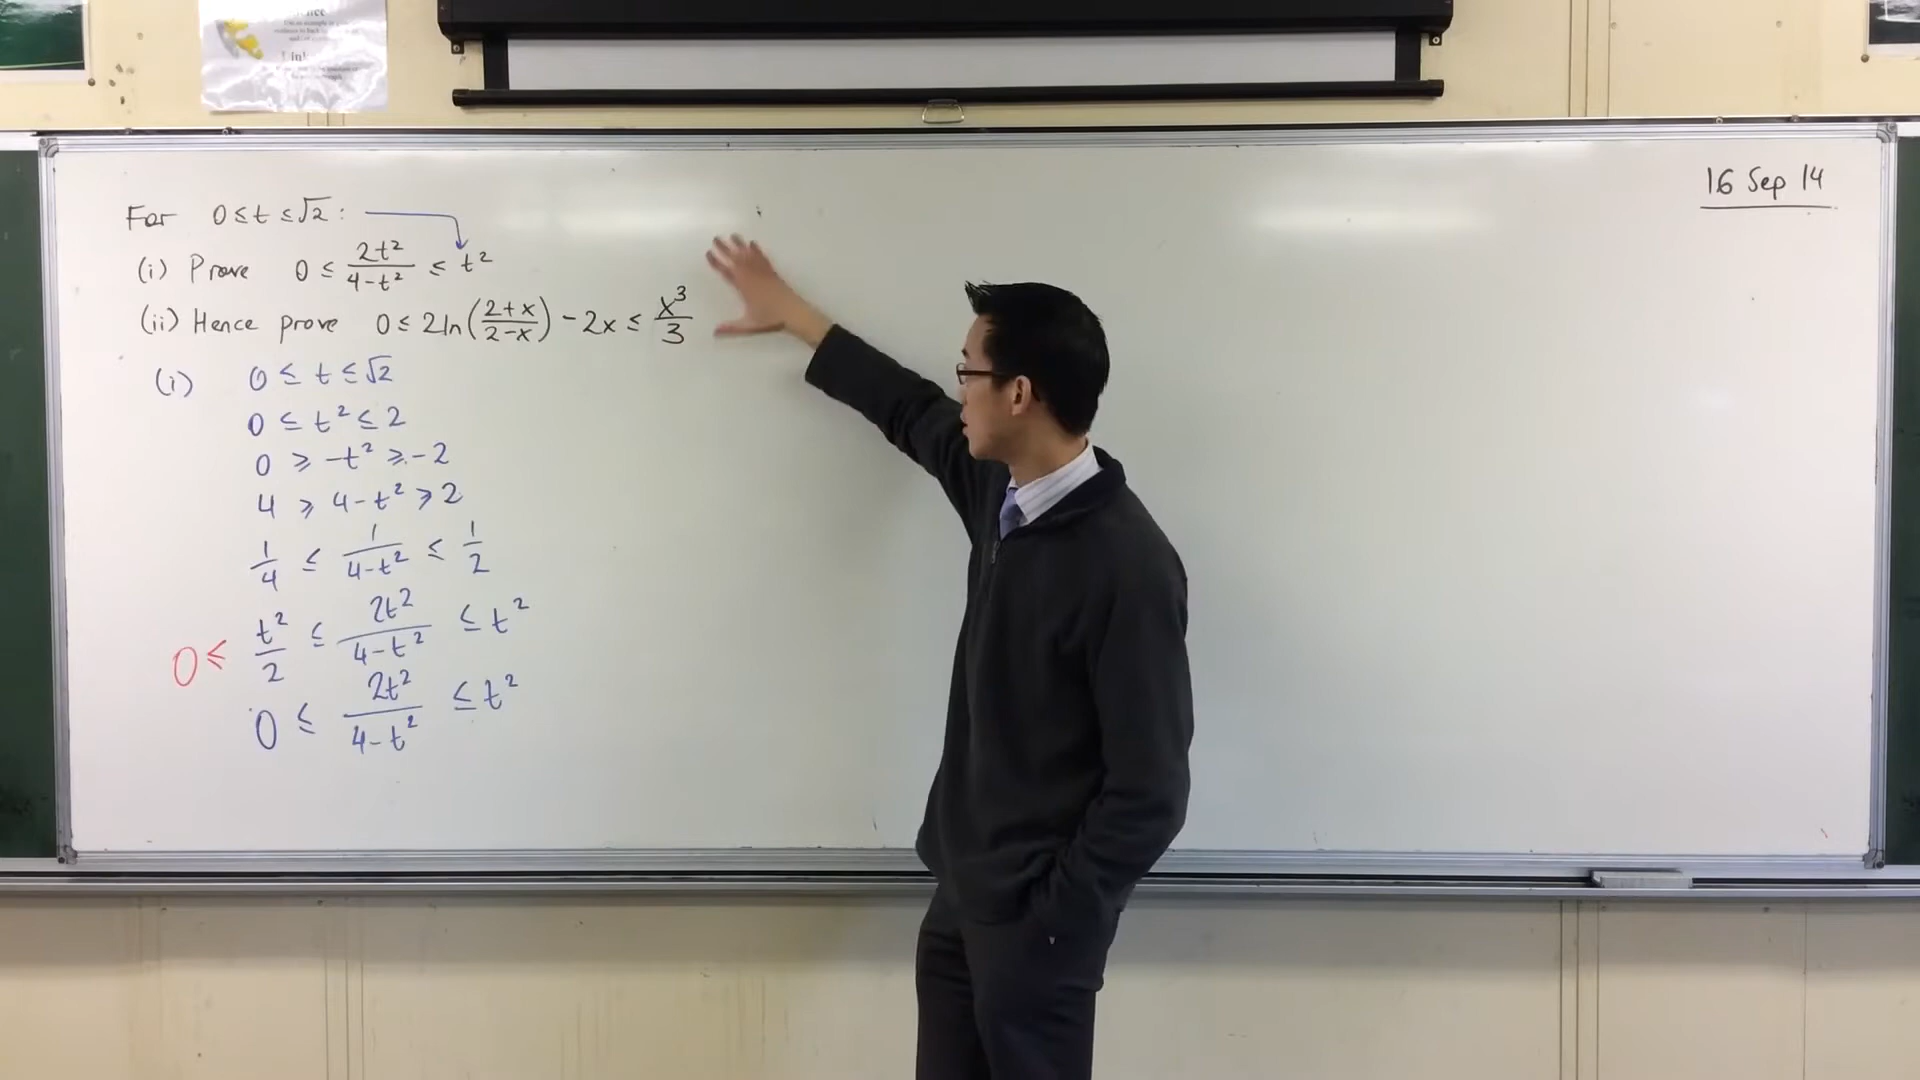 16 Sep 14
For 0 ≤ t ≤ √2 :
(i) Prove 0 ≤ 2t²/(4-t²) ≤ t²
(ii) Hence prove 0 ≤ 2ln((2+x)/(2-x)) - 2x ≤ x³/3
(i) 0 ≤ t ≤ √2
0 ≤ t² ≤ 2
0 ≥ -t² ≥ -2
4 ≥ 4-t² ≥ 2
1/4 ≤ 1/(4-t²) ≤ 1/2
0 ≤ t²/2 ≤ 2t²/(4-t²) ≤ t²
0 ≤ 2t²/(4-t²) ≤ t²